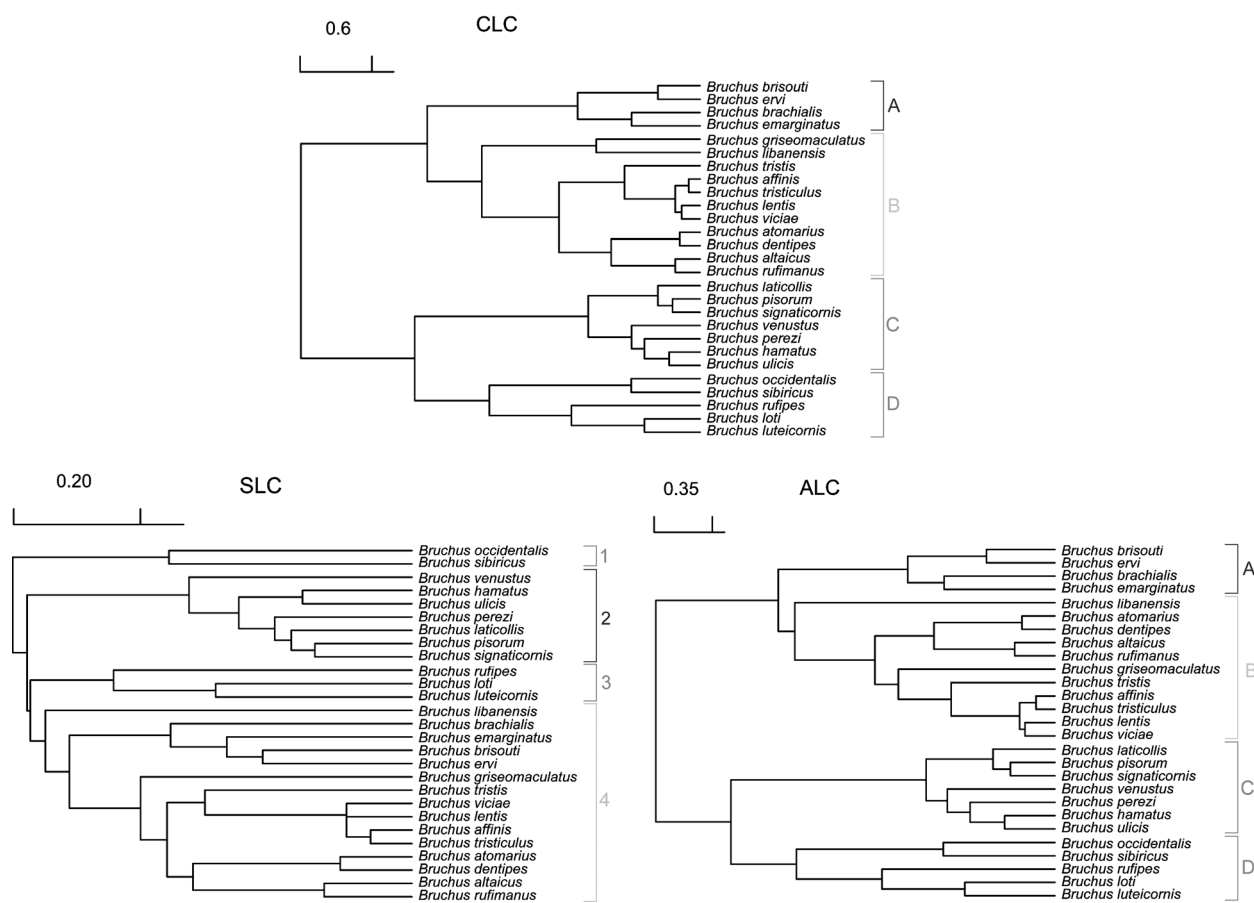 CLC
0.6
Bruchus brisouti
Bruchus ervi
Bruchus brachialis
Bruchus emarginatus
A
Bruchus griseomaculatus
Bruchus libanensis
Bruchus tristis
Bruchus affinis
Bruchus tristiculus
Bruchus lentis
Bruchus viciae
Bruchus atomarius
Bruchus dentipes
Bruchus altaicus
Bruchus rufimanus
B
Bruchus laticollis
Bruchus pisorum
Bruchus signaticornis
Bruchus venustus
Bruchus perezi
Bruchus hamatus
Bruchus ulicis
C
Bruchus occidentalis
Bruchus sibiricus
Bruchus rufipes
Bruchus loti
Bruchus luteicornis
D
SLC
0.20
Bruchus occidentalis
Bruchus sibiricus
1
Bruchus venustus
Bruchus hamatus
Bruchus ulicis
Bruchus perezi
Bruchus laticollis
Bruchus pisorum
Bruchus signaticornis
2
Bruchus rufipes
Bruchus loti
Bruchus luteicornis
3
Bruchus libanensis
Bruchus brachialis
Bruchus emarginatus
Bruchus brisouti
Bruchus ervi
Bruchus griseomaculatus
Bruchus tristis
Bruchus viciae
Bruchus lentis
Bruchus affinis
Bruchus tristiculus
Bruchus atomarius
Bruchus dentipes
Bruchus altaicus
Bruchus rufimanus
4
ALC
0.35
Bruchus brisouti
Bruchus ervi
Bruchus brachialis
Bruchus emarginatus
A
Bruchus libanensis
Bruchus atomarius
Bruchus dentipes
Bruchus altaicus
Bruchus rufimanus
Bruchus griseomaculatus
Bruchus tristis
Bruchus affinis
Bruchus tristiculus
Bruchus lentis
Bruchus viciae
B
Bruchus laticollis
Bruchus pisorum
Bruchus signaticornis
Bruchus venustus
Bruchus perezi
Bruchus hamatus
Bruchus ulicis
C
Bruchus occidentalis
Bruchus sibiricus
Bruchus rufipes
Bruchus loti
Bruchus luteicornis
D